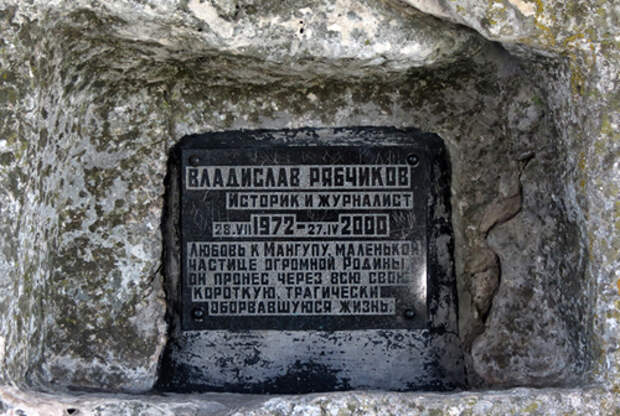 ВЛАДИСЛАВ РЯБЧИКОВ
ИСТОРИК И ЖУРНАЛИСТ
28.VII 1972-27.IV 2000
ЛЮБОВЬ К МАНГУПУ, МАЛЕНЬКОЙ
ЧАСТИЦЕ ОГРОМНОЙ РОДИНЫ,
ОН ПРОНЕС ЧЕРЕЗ ВСЮ СВОЮ
КОРОТКУЮ, ТРАГИЧЕСКИ
ОБОРВАВШУЮСЯ ЖИЗНЬ.